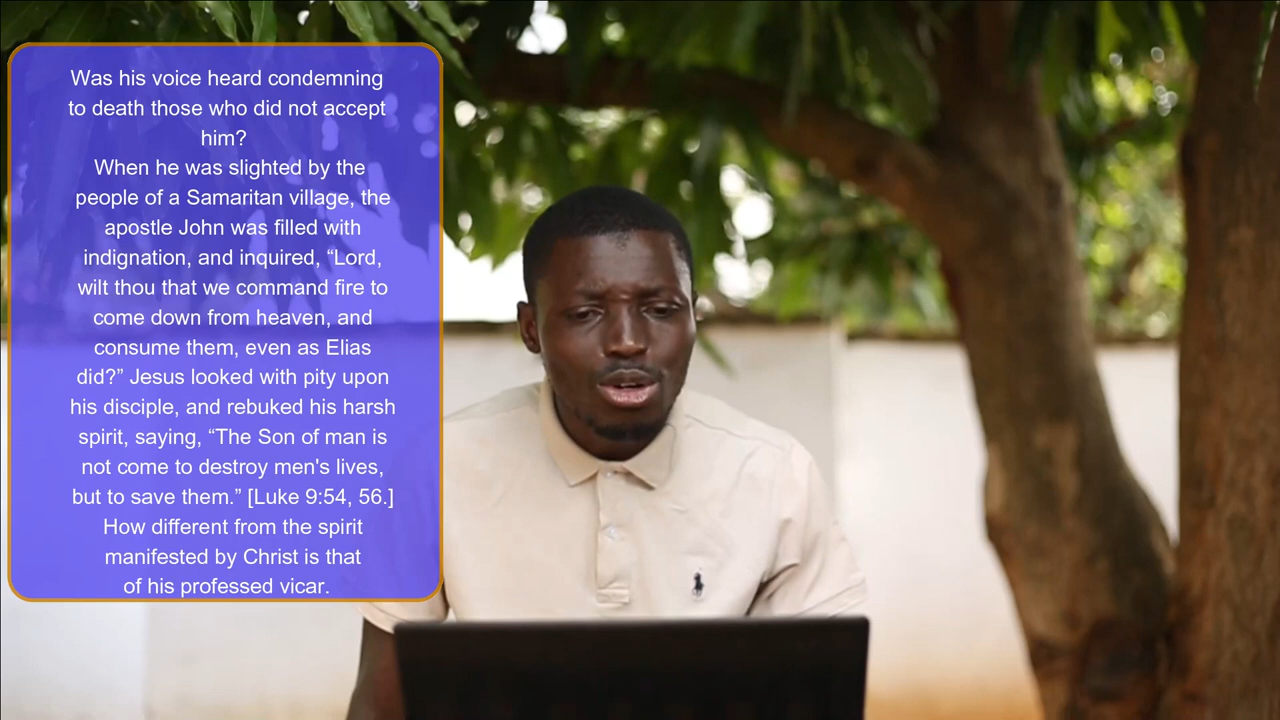 Was his voice heard condemning
to death those who did not accept
him?
When he was slighted by the
people of a Samaritan village, the
apostle John was filled with
indignation, and inquired, “Lord,
wilt thou that we command fire to
come down from heaven, and
consume them, even as Elias
did?” Jesus looked with pity upon
his disciple, and rebuked his harsh
spirit, saying, “The Son of man is
not come to destroy men's lives,
but to save them.” [Luke 9:54, 56.]
How different from the spirit
manifested by Christ is that
of his professed vicar.